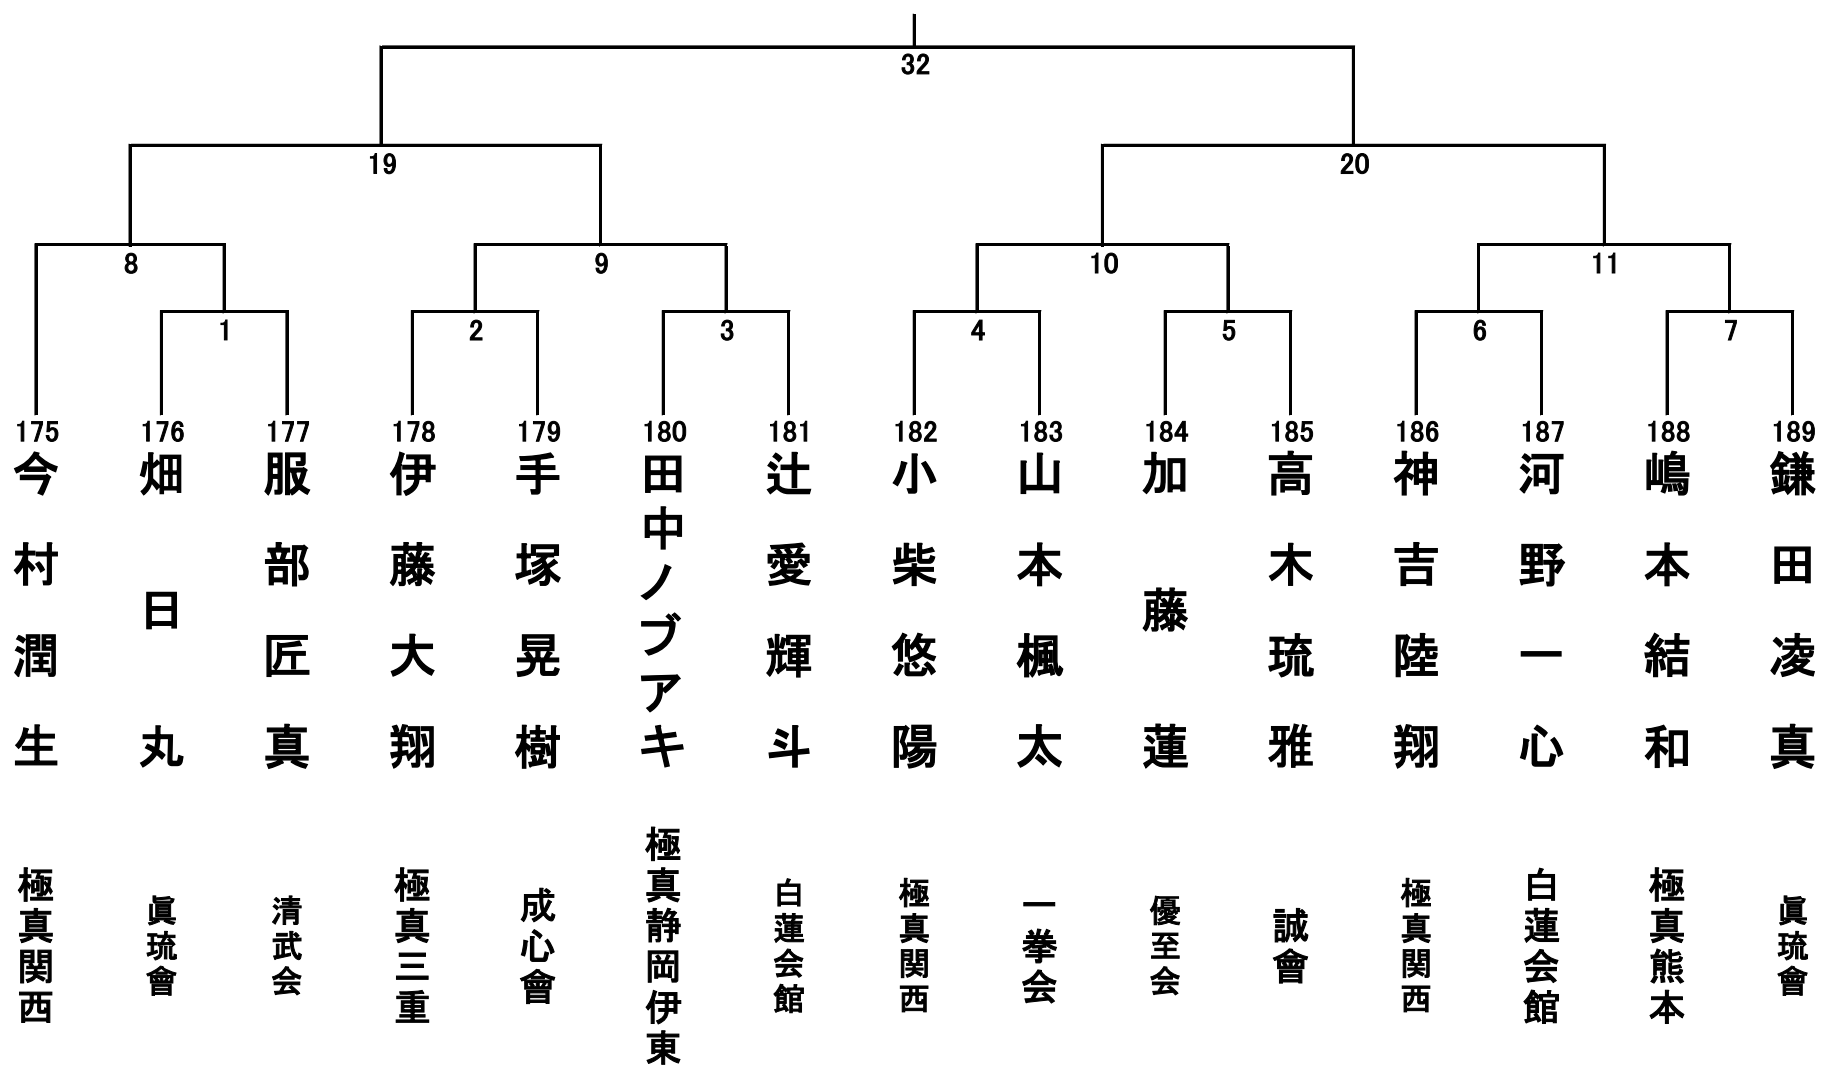 32
19
20
8
9
10
11
1
2
3
4
5
6
7
175
176
177
178
179
180
181
182
183
184
185
186
187
188
189
今村潤生
畑日丸
服部匠真
伊藤大翔
手塚晃樹
田中ノブアキ
辻愛輝斗
小柴悠陽
山本楓太
加藤蓮
高木琉雅
神吉陸翔
河野一心
嶋本結和
鎌田凌真
極真関西
眞琉會
清武会
極真三重
成心會
極真静岡伊東
白蓮会館
極真関西
一拳会
優至会
誠會
極真関西
白蓮会館
極真熊本
眞琉會